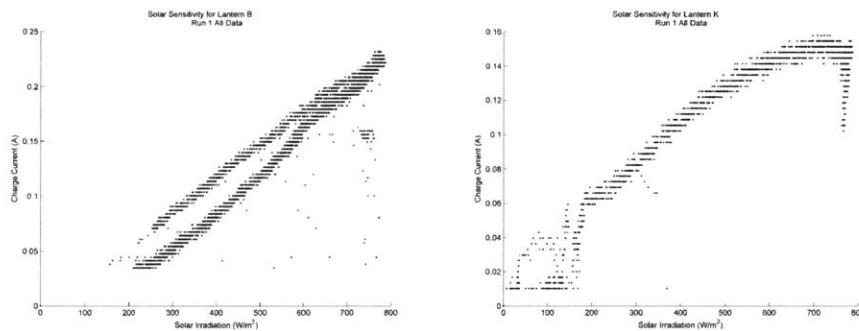 Solar Sensitivity for Lantern B
Run 1 All Data
0.25
0.2
0.15
0.1
0.05
0
Charge Current (A)
0 100 200 300 400 500 600 700 800
Solar Irradiation (W/m²)
Solar Sensitivity for Lantern K
Run 1 All Data
0.16
0.14
0.12
0.1
0.08
0.06
0.04
0.02
0
Charge Current (A)
0 100 200 300 400 500 600 700 800
Solar Irradiation (W/m²)